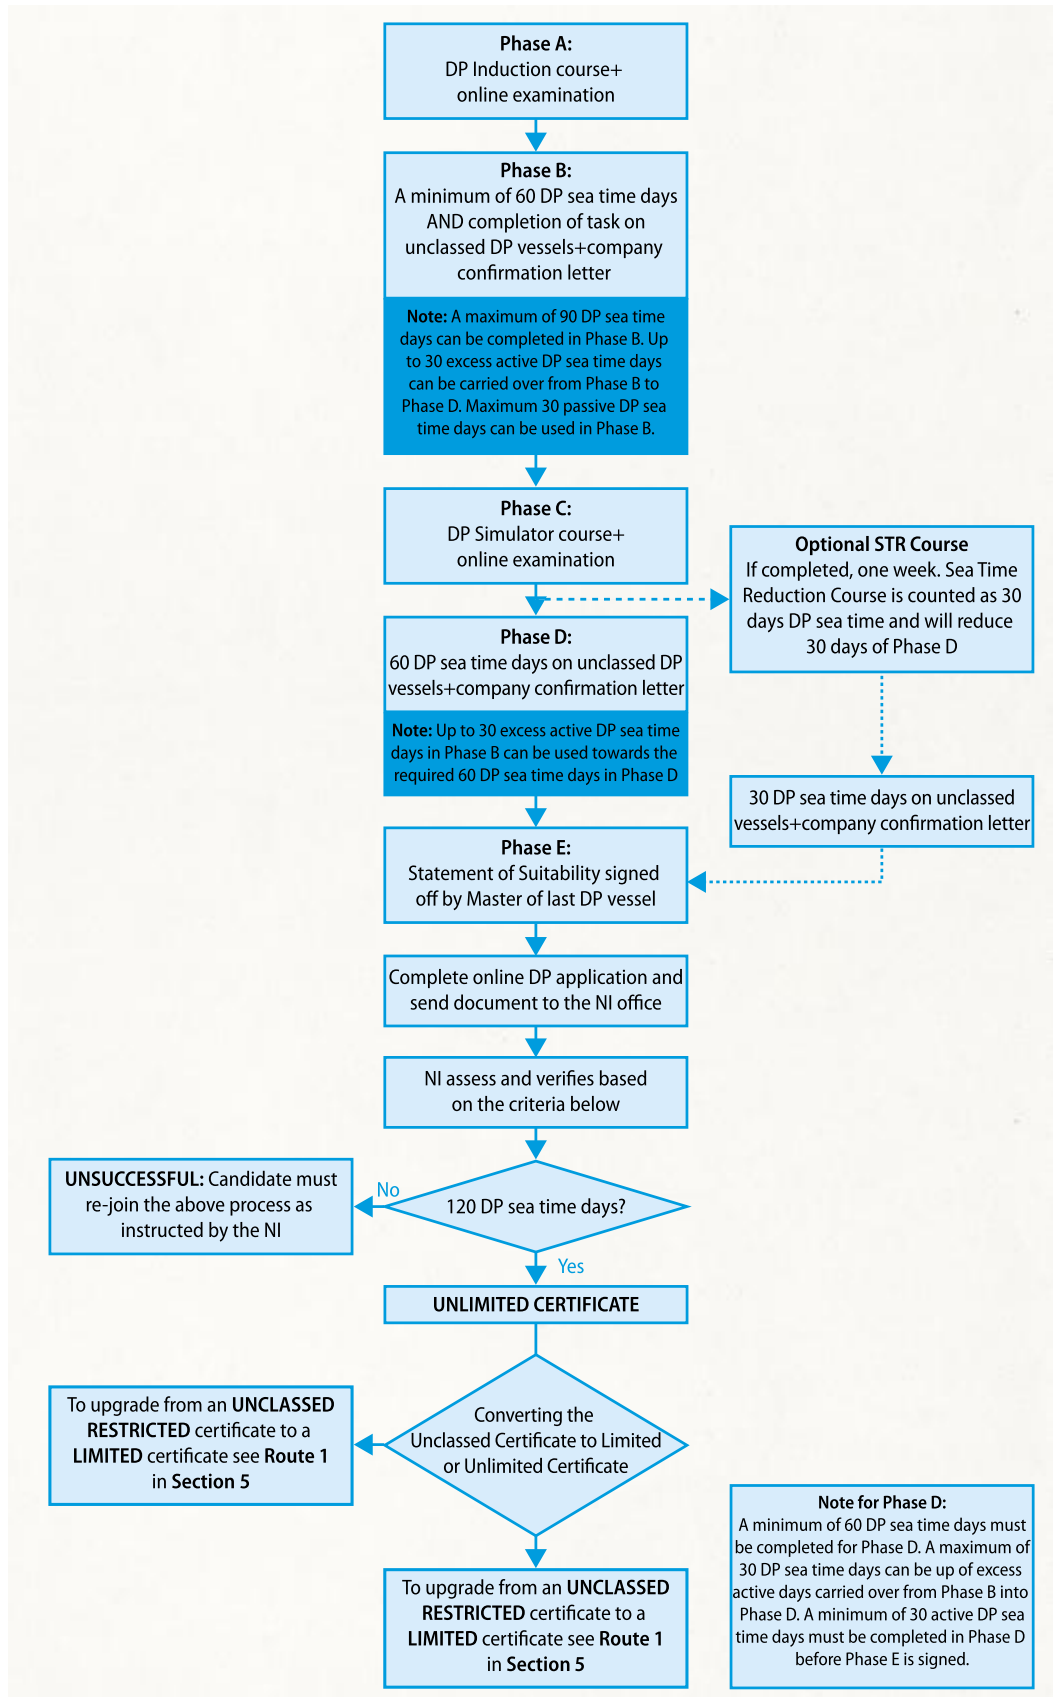 Phase A:
DP Induction course+
online examination
Phase B:
A minimum of 60 DP sea time days
AND completion of task on
unclassed DP vessels+company
confirmation letter
Note: A maximum of 90 DP sea time
days can be completed in Phase B. Up
to 30 excess active DP sea time days
can be carried over from Phase B to
Phase D. Maximum 30 passive DP sea
time days can be used in Phase B.
Phase C:
DP Simulator course+
online examination
Optional STR Course
If completed, one week. Sea Time
Reduction Course is counted as 30
days DP sea time and will reduce
30 days of Phase D
Phase D:
60 DP sea time days on unclassed DP
vessels+company confirmation letter
Note: Up to 30 excess active DP sea time
days in Phase B can be used towards the
required 60 DP sea time days in Phase D
30 DP sea time days on unclassed
vessels+company confirmation letter
Phase E:
Statement of Suitability signed
off by Master of last DP vessel
Complete online DP application and
send document to the NI office
NI assess and verifies based
on the criteria below
120 DP sea time days?
No
UNSUCCESSFUL: Candidate must
re-join the above process as
instructed by the NI
Yes
UNLIMITED CERTIFICATE
Converting the
Unclassed Certificate to Limited
or Unlimited Certificate
To upgrade from an UNCLASSED
RESTRICTED certificate to a
LIMITED certificate see Route 1
in Section 5
To upgrade from an UNCLASSED
RESTRICTED certificate to a
LIMITED certificate see Route 1
in Section 5
Note for Phase D:
A minimum of 60 DP sea time days must
be completed for Phase D. A maximum of
30 DP sea time days can be up of excess
active days carried over from Phase B into
Phase D. A minimum of 30 active DP sea
time days must be completed in Phase D
before Phase E is signed.